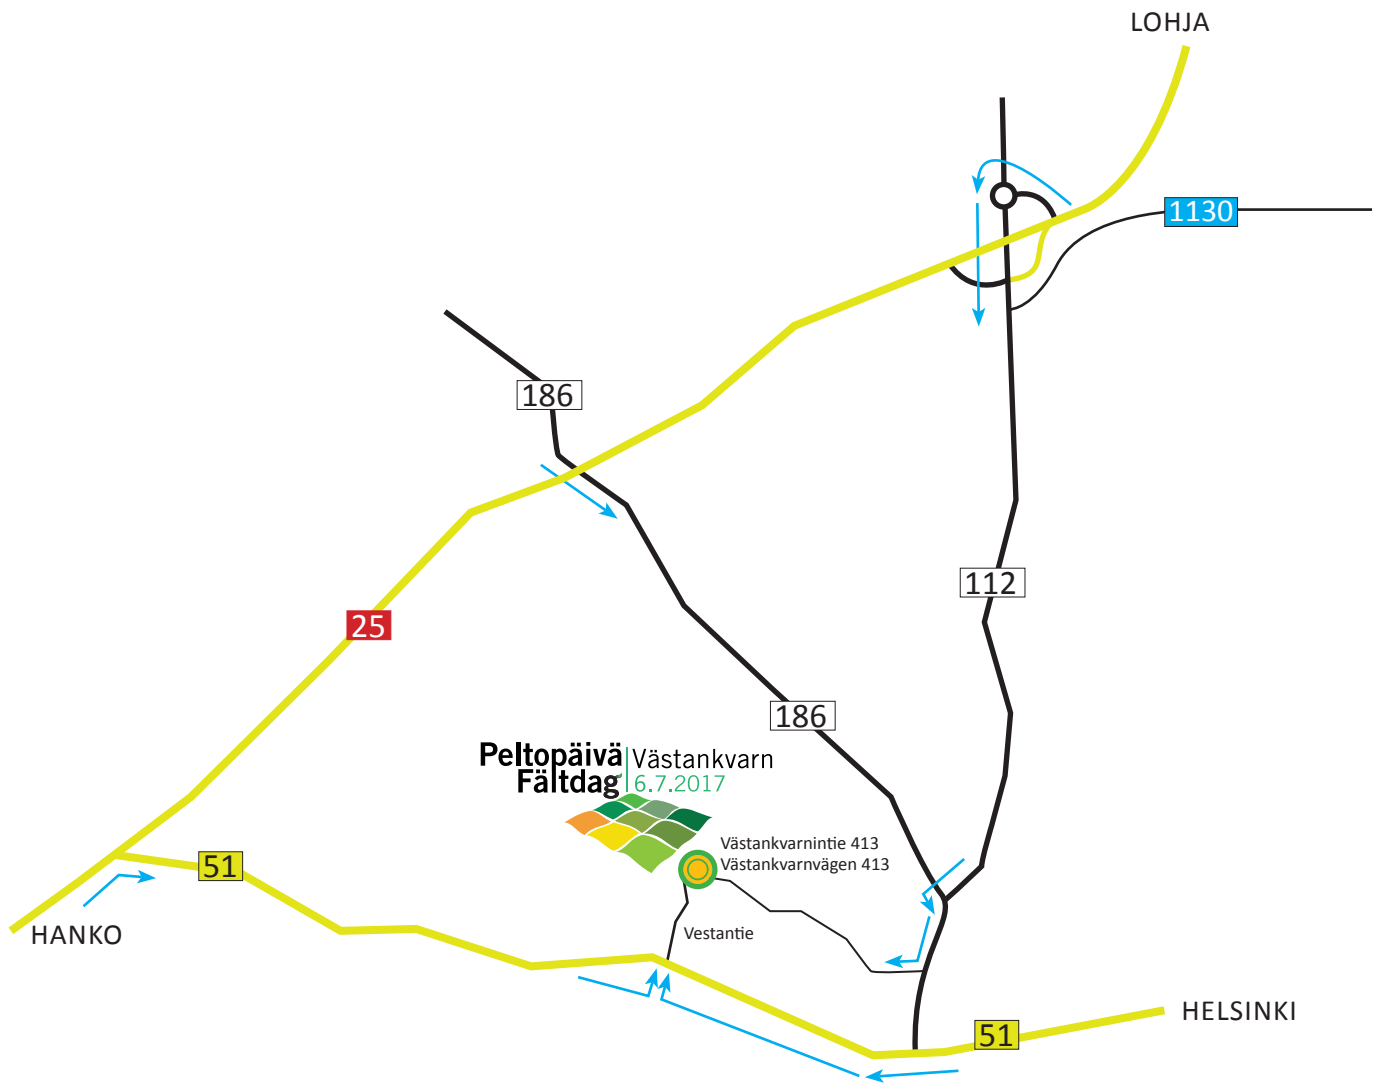 LOHJA
1130
186
112
25
186
Peltopäivä
Fältdag
Västankvarn
6.7.2017
Västankvarnintie 413
Västankvarnvägen 413
51
Vestantie
HANKO
HELSINKI
51